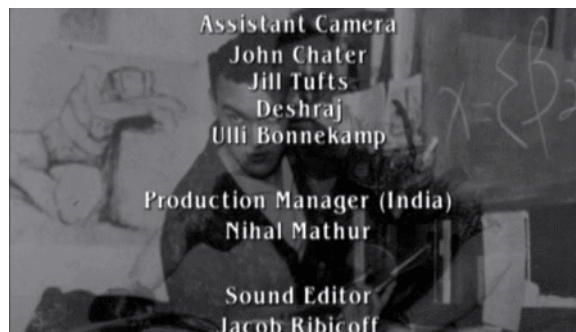 Assistant Camera
John Chater
Jill Tufts
Deshraj
Ulli Bonnekamp
Production Manager (India)
Nihal Mathur
Sound Editor
Jacob Ribicoff